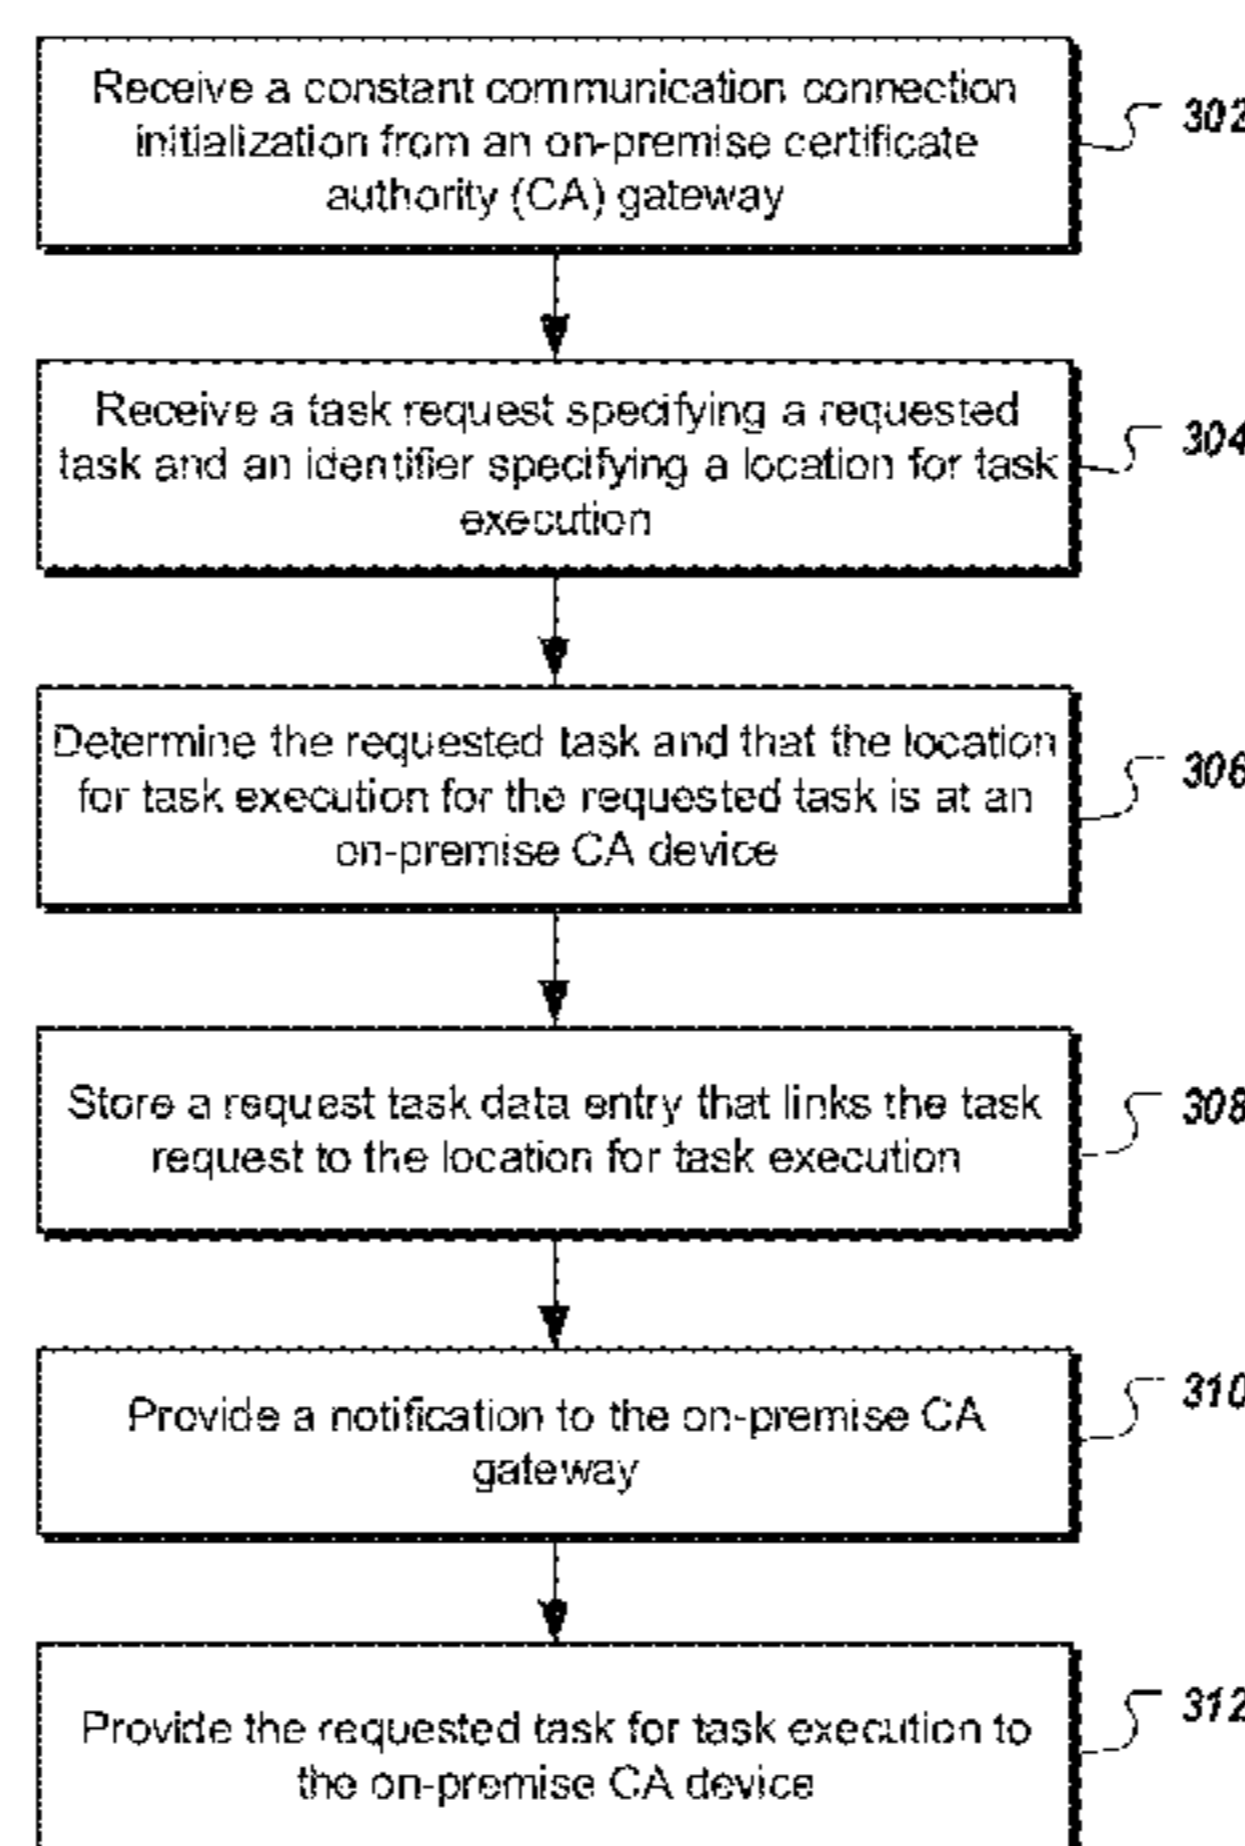 Receive a constant communication connection
initialization from an on-premise certificate
authority (CA) gateway
302
Receive a task request specifying a requested
task and an identifier specifying a location for task
execution
304
Determine the requested task and that the location
for task execution for the requested task is at an
on-premise CA device
306
Store a request task data entry that links the task
request to the location for task execution
308
Provide a notification to the on-premise CA
gateway
310
Provide the requested task for task execution to
the on-premise CA device
312